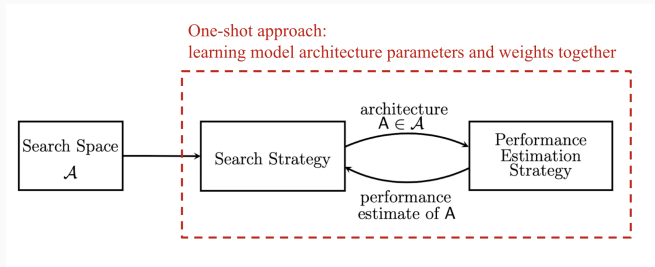 One-shot approach:
learning model architecture parameters and weights together
Search Space
𝒜
Search Strategy
architecture
A ∈ 𝒜
performance
estimate of A
Performance
Estimation
Strategy